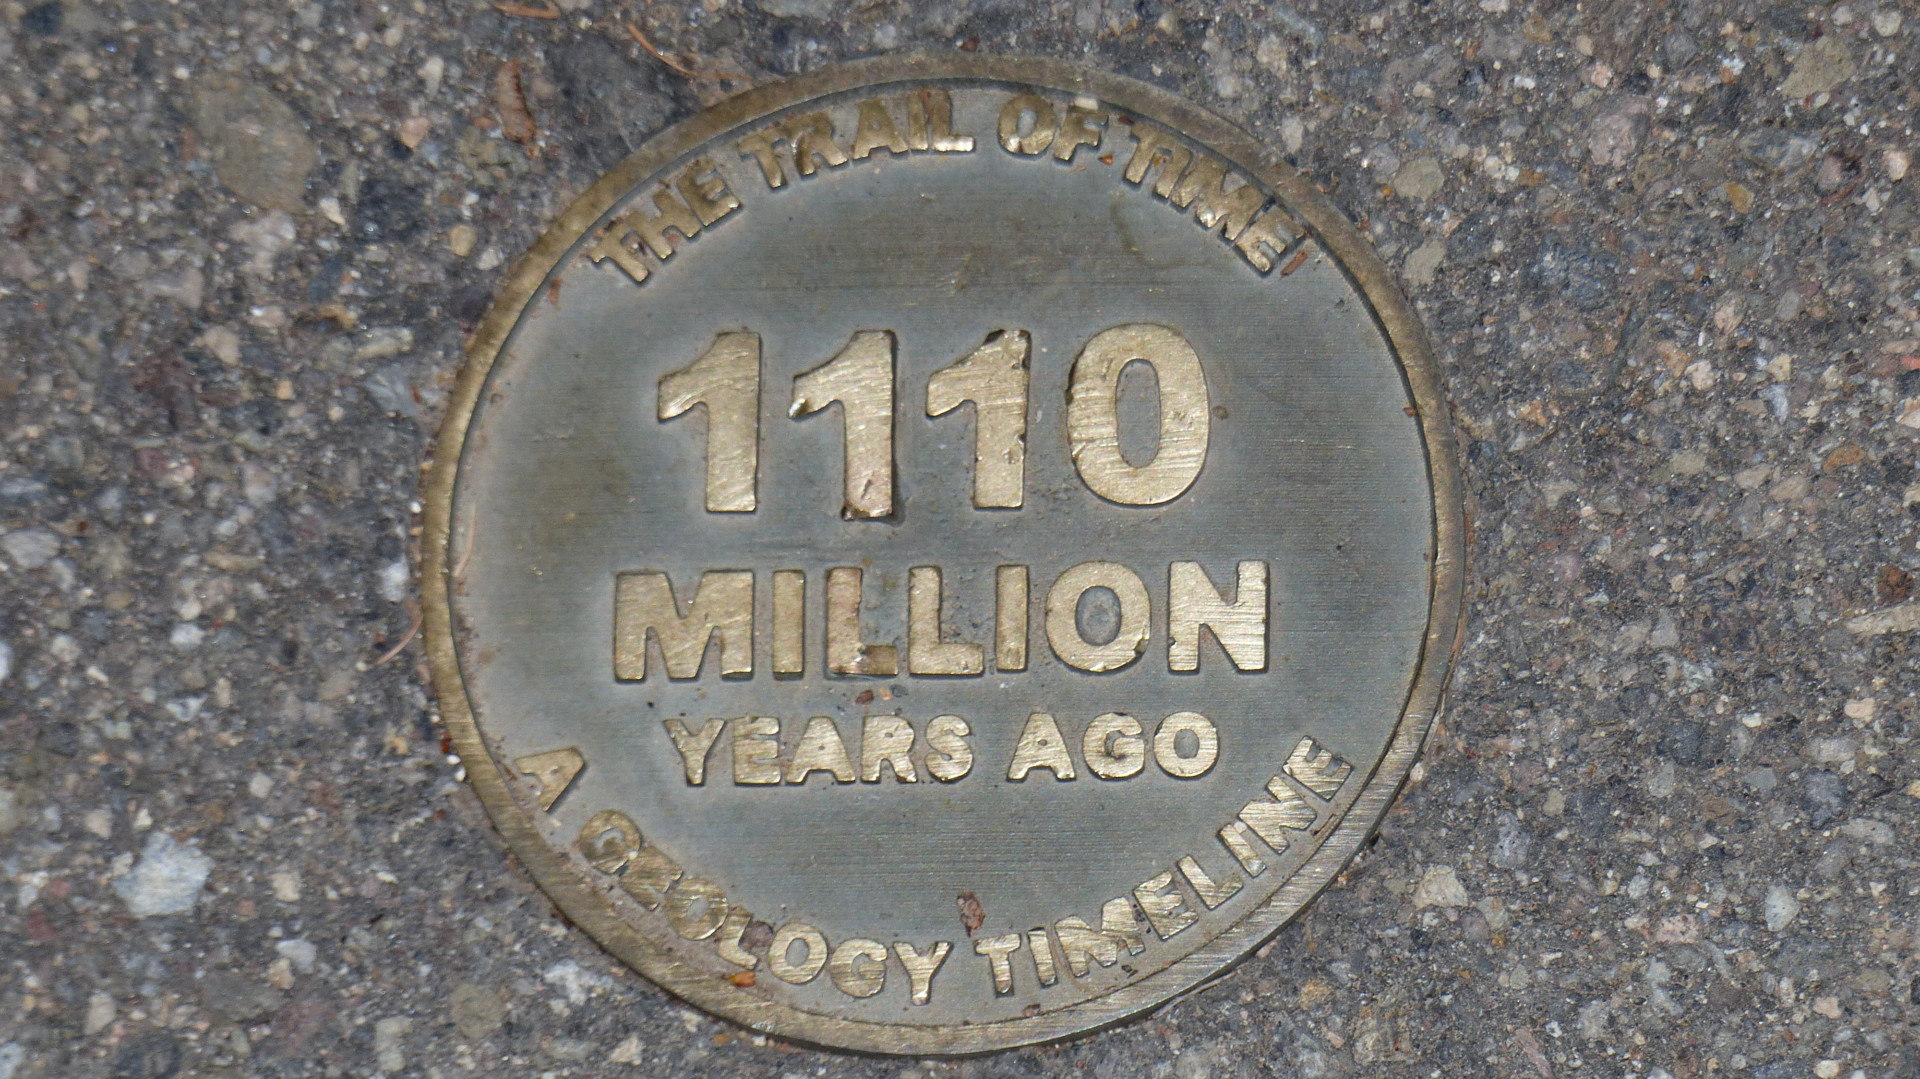 THE TRAIL OF TIME
1110
MILLION
YEARS AGO
A GEOLOGY TIMELINE